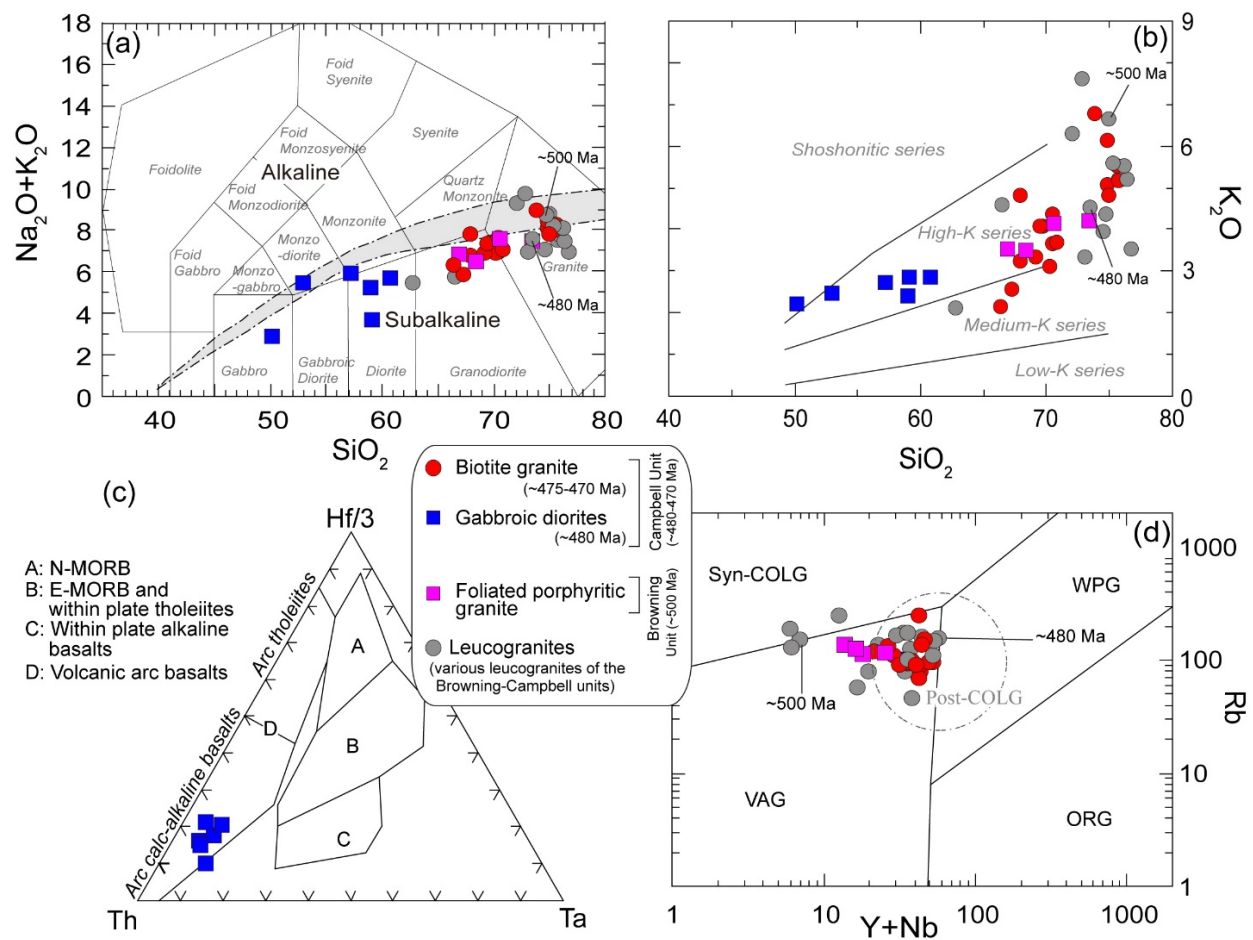 (a)
18
16
14
12
10
8
6
4
2
0
Na2O+K2O
Foid
Syenite
Foid
Monzosyenite
Syenite
Foidolite
Alkaline
Foid
Monzodiorite
Quartz
Monzonite
~500 Ma
Monzonite
Monzo
-diorite
Foid
Gabbro
Monzo
-gabbro
Granite
~480 Ma
Subalkaline
Gabbro
Gabbroic
Diorite
Diorite
Granodiorite
40
50
60
70
80
SiO2
(b)
9
6
3
0
K2O
~500 Ma
Shoshonitic series
High-K series
~480 Ma
Medium-K series
Low-K series
40
50
60
70
80
SiO2
(c)
Hf/3
A: N-MORB
B: E-MORB and
within plate tholeiites
C: Within plate alkaline
basalts
D: Volcanic arc basalts
Arc tholeiites
Arc calc-alkaline basalts
A
D
B
C
Th
Ta
Biotite granite
(~475-470 Ma)
Gabbroic diorites
(~480 Ma)
Campbell Unit
(~480-470 Ma)
Foliated porphyritic
granite
Browning
Unit (~500 Ma)
Leucogranites
(various leucogranites of the
Browning-Campbell units)
(d)
1000
100
10
1
Rb
Syn-COLG
WPG
~480 Ma
~500 Ma
Post-COLG
VAG
ORG
1
10
100
1000
Y+Nb